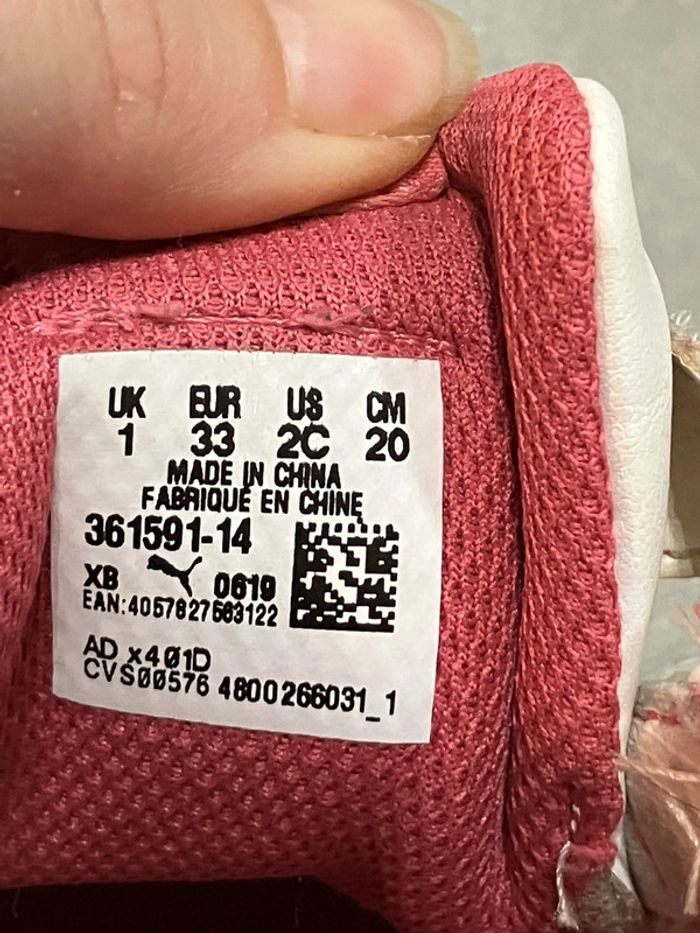 UK EUR US CM
1 33 2C 20
MADE IN CHINA
FABRIQUÉ EN CHINE
361591-14
XB 0619
EAN:4057827563122
AD x401D
CVS00576 4800266031_1